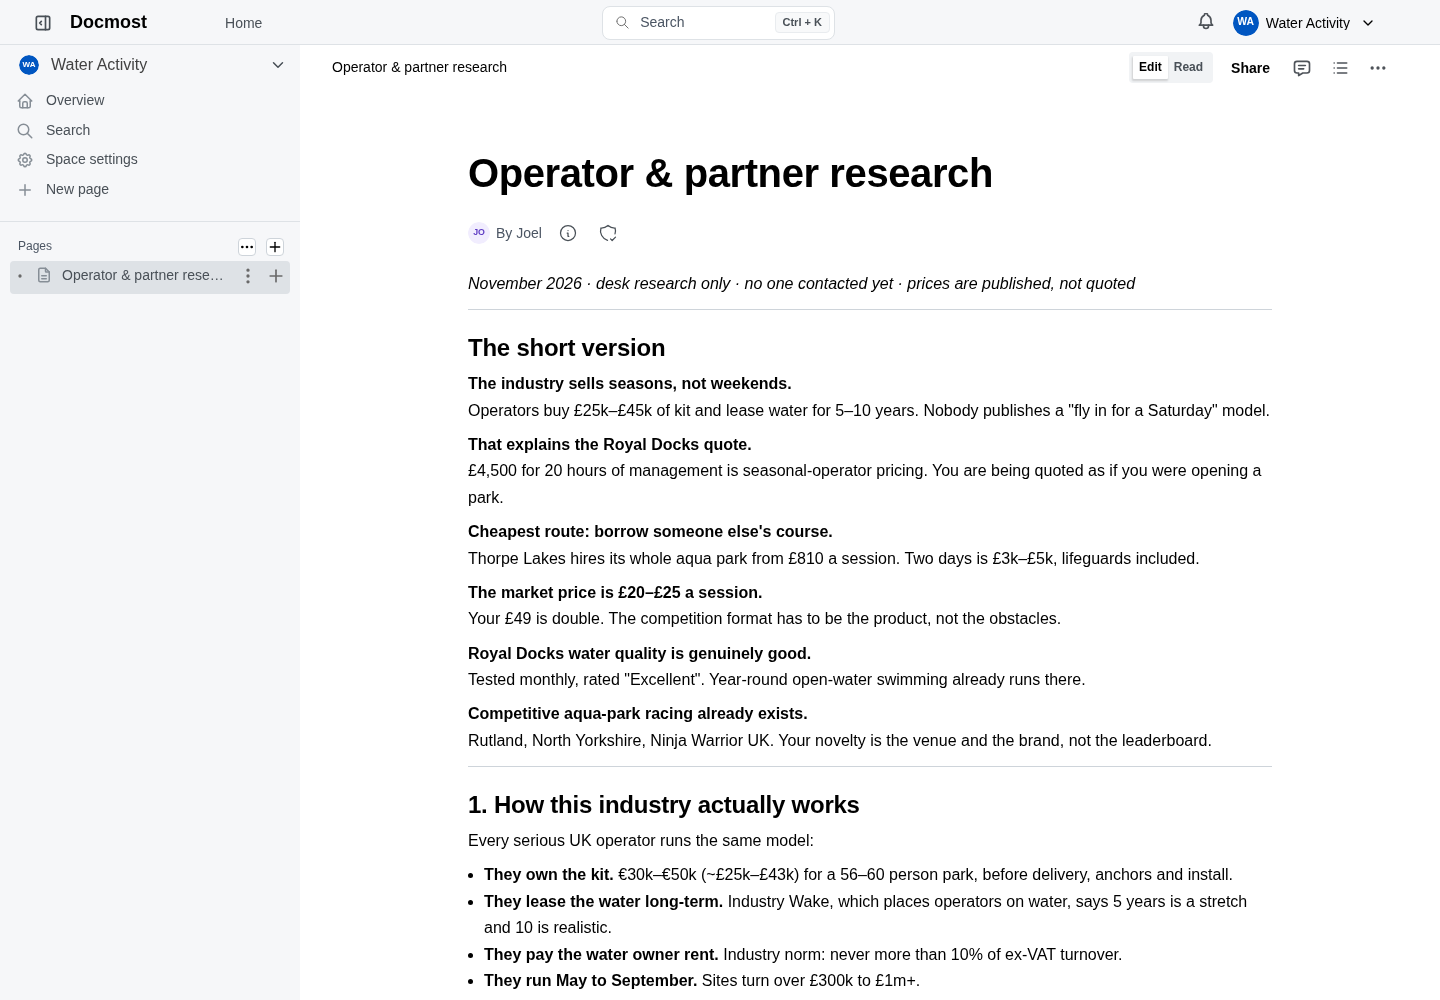 Docmost
Home
Search
Ctrl + K
WA
Water Activity
WA
Water Activity
Overview
Search
Space settings
New page
Pages
Operator & partner rese…
Operator & partner research
Edit
Read
Share
Operator & partner research
JO
By Joel
November 2026 · desk research only · no one contacted yet · prices are published, not quoted
The short version
The industry sells seasons, not weekends.
Operators buy £25k–£45k of kit and lease water for 5–10 years. Nobody publishes a "fly in for a Saturday" model.
That explains the Royal Docks quote.
£4,500 for 20 hours of management is seasonal-operator pricing. You are being quoted as if you were opening a
park.
Cheapest route: borrow someone else's course.
Thorpe Lakes hires its whole aqua park from £810 a session. Two days is £3k–£5k, lifeguards included.
The market price is £20–£25 a session.
Your £49 is double. The competition format has to be the product, not the obstacles.
Royal Docks water quality is genuinely good.
Tested monthly, rated "Excellent". Year-round open-water swimming already runs there.
Competitive aqua-park racing already exists.
Rutland, North Yorkshire, Ninja Warrior UK. Your novelty is the venue and the brand, not the leaderboard.
1. How this industry actually works
Every serious UK operator runs the same model:
• They own the kit. €30k–€50k (~£25k–£43k) for a 56–60 person park, before delivery, anchors and install.
• They lease the water long-term. Industry Wake, which places operators on water, says 5 years is a stretch
and 10 is realistic.
• They pay the water owner rent. Industry norm: never more than 10% of ex-VAT turnover.
• They run May to September. Sites turn over £300k to £1m+.